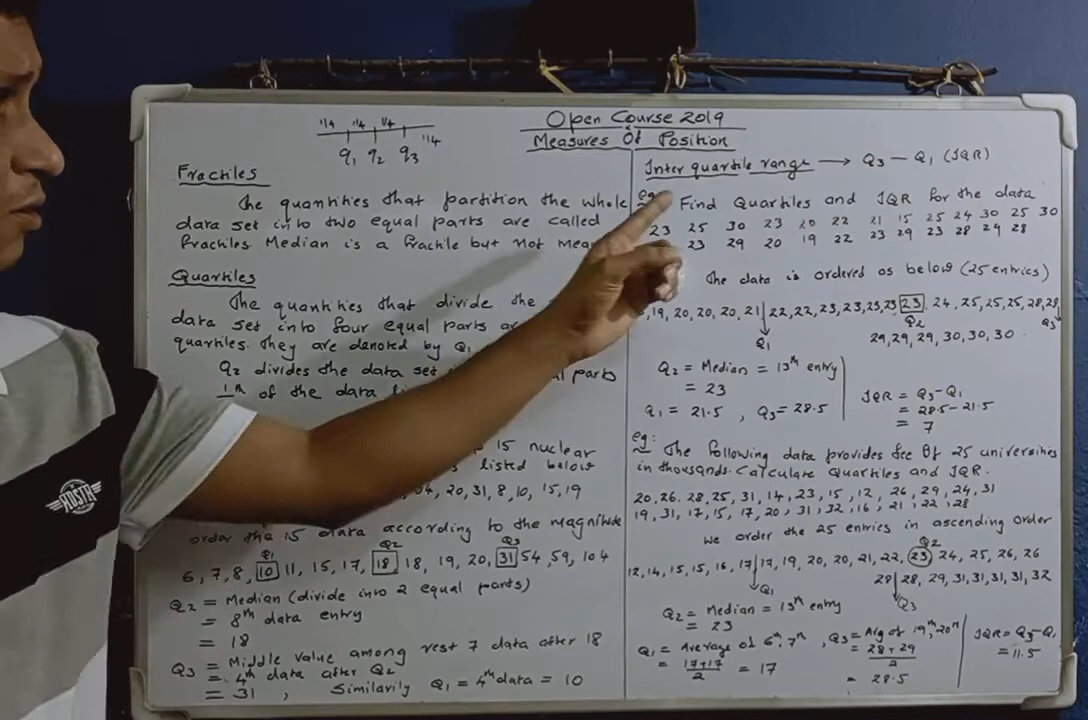 Open Course 2019
Measures Of Position
1/4 1/4 1/4 1/4
q1 q2 q3
Fractiles
The quantities that partition the whole
data set into two equal parts are called
fractiles. Median is a fractile but not
Quartiles
The quantities that divide the
data set into four equal parts
quartiles. They are denoted by Q1
Q2 divides the data set parts
of the data
15 nuclear
listed below
04, 20, 31, 8, 10, 15, 19
order the 15 data according to the magnitude
Q1 Q2 Q3
6, 7, 8, 10 11, 15, 17, 18 18, 19, 20, 31 54, 59, 104
Q2 = Median (divide into 2 equal parts)
= 8th data entry
= 18
Q3 = Middle value among rest 7 data after 18
= 4th data after Q2
= 31, Similarily Q1 = 4th data = 10
Inter quartile range → Q3 - Q1 (IQR)
eg: Find Quartiles and IQR for the data
23 25 30 23 20 22 21 15 25 24 30 25 30
23 29 20 19 22 23 29 23 28 29 28
The data is ordered as below (25 entries)
19, 20, 20, 20, 21 22, 22, 23, 23, 23, 23 23, 24, 25, 25, 25, 28, 28,
Q1 Q2 Q3
29, 29, 29, 30, 30, 30.
Q2 = Median = 13th entry
= 23
Q1 = 21.5, Q3 = 28.5
IQR = Q3 - Q1
= 28.5 - 21.5
= 7
eg: The following data provides fee of 25 universities
in thousands. Calculate Quartiles and IQR.
20, 26. 28, 25, 31, 14, 23, 15, 12, 26, 29, 24, 31
19, 31, 17, 15, 17, 20, 31, 32, 16, 21, 22, 28
We order the 25 entries in ascending order
Q2
12, 14, 15, 15, 16, 17 17, 19, 20, 20, 21, 22, 23 24, 25, 26, 26
28 28, 29, 31, 31, 31, 31, 32
Q1 Q3
Q2 = Median = 13th entry
= 23
Q1 = Average of 6th, 7th
= 17+17/2 = 17
Q3 = Avg of 19th, 20th
= 28+29/2
= 28.5
IQR = Q3 - Q1
= 11.5